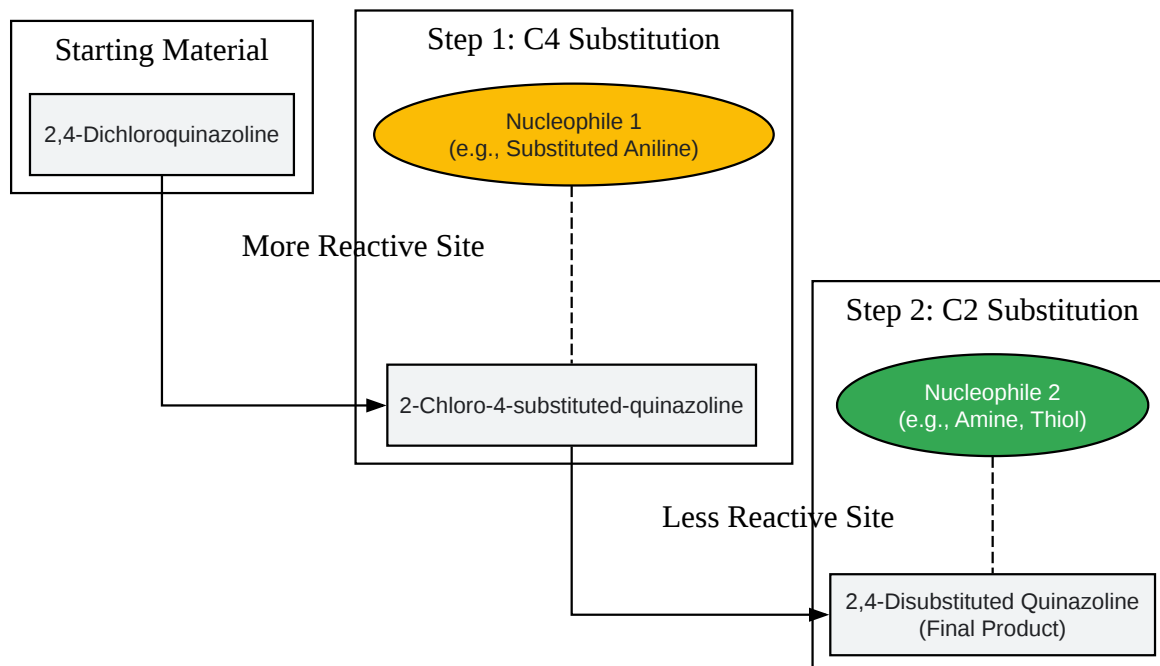 Starting Material
2,4-Dichloroquinazoline
Step 1: C4 Substitution
Nucleophile 1
(e.g., Substituted Aniline)
More Reactive Site
2-Chloro-4-substituted-quinazoline
Step 2: C2 Substitution
Nucleophile 2
(e.g., Amine, Thiol)
Less Reactive Site
2,4-Disubstituted Quinazoline
(Final Product)